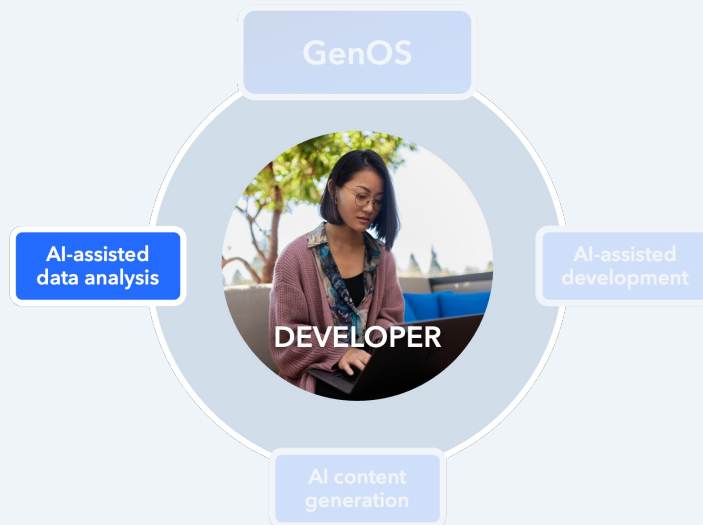 GenOS
AI-assisted
data analysis
AI-assisted
development
DEVELOPER
AI content
generation